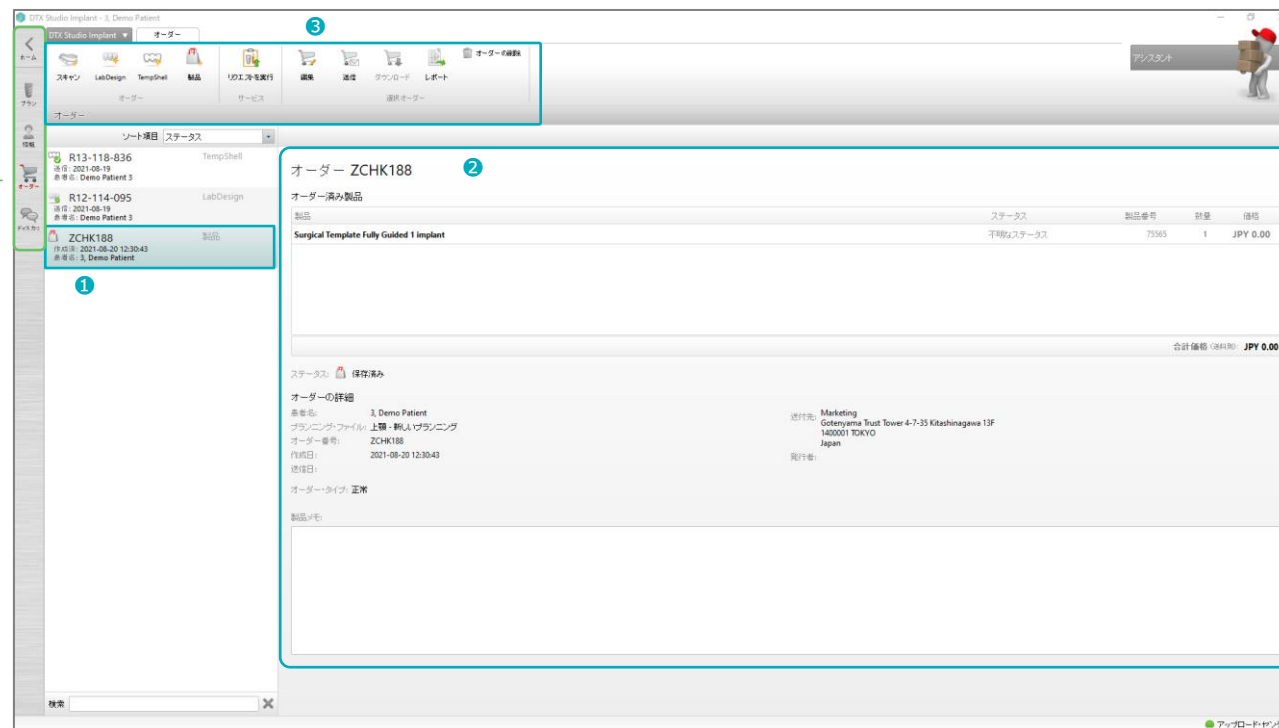 DTX Studio Implant - 3, Demo Patient
DTX Studio Implant ▼ オーダー
3
ホーム
プラン
情報
オーダー
スキャン LabDesign TempShell 製品 リクエストを実行 編集 送信 ダウンロード レポート オーダーの削除
オーダー サービス 選択オーダー
オーダー
アシスタント
ソート項目 ステータス
R13-118-836 TempShell
送信: 2021-08-19
患者名: Demo Patient 3
R12-114-095 LabDesign
送信: 2021-08-19
患者名: Demo Patient 3
ZCHK188 製品
作成済: 2021-08-20 12:30:43
患者名: 3, Demo Patient
1
オーダー ZCHK188
2
オーダー済み製品
製品 ステータス 製品番号 数量 価格
Surgical Template Fully Guided 1 implant 不明なステータス 75565 1 JPY 0.00
合計価格 (送料別): JPY 0.00
ステータス: 保存済み
オーダーの詳細
患者名: 3, Demo Patient
プランニング・ファイル: 上顎 - 新しいプランニング
オーダー番号: ZCHK188
作成日: 2021-08-20 12:30:43
送信日:
オーダー・タイプ: 正常
送付先: Marketing
Gotenyama Trust Tower 4-7-35 Kitashinagawa 13F
1400001 TOKYO
Japan
発行者:
製品メモ:
検索
アップロード・センタ